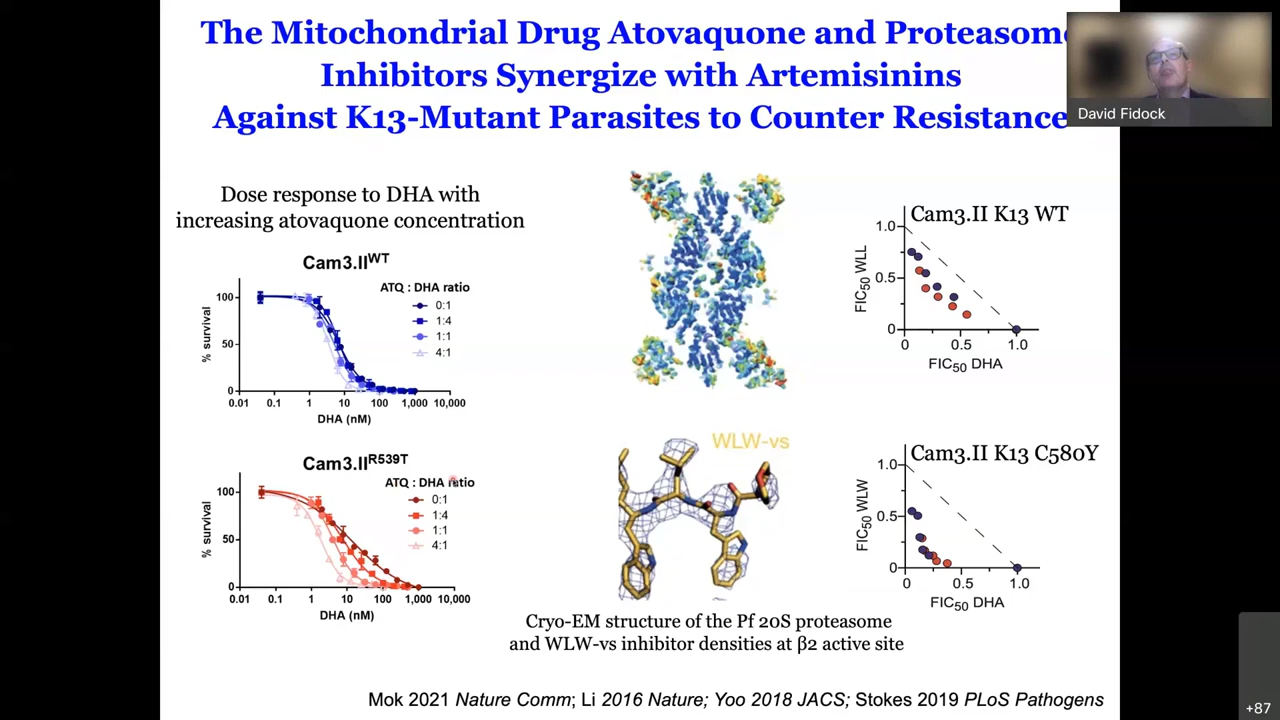 The Mitochondrial Drug Atovaquone and Proteasome
Inhibitors Synergize with Artemisinins
Against K13-Mutant Parasites to Counter Resistance
David Fidock
Dose response to DHA with
increasing atovaquone concentration
Cam3.IIWT
ATQ : DHA ratio
0:1
1:4
1:1
4:1
% survival
100
50
0
0.01 0.1 1 10 100 1,000 10,000
DHA (nM)
Cam3.IIR539T
ATQ : DHA ratio
0:1
1:4
1:1
4:1
% survival
100
50
0
0.01 0.1 1 10 100 1,000 10,000
DHA (nM)
WLW-vs
Cryo-EM structure of the Pf 20S proteasome
and WLW-vs inhibitor densities at β2 active site
Cam3.II K13 WT
FIC50 WLL
1.0
0.5
0
0 0.5 1.0
FIC50 DHA
Cam3.II K13 C580Y
FIC50 WLW
1.0
0.5
0
0 0.5 1.0
FIC50 DHA
Mok 2021 Nature Comm; Li 2016 Nature; Yoo 2018 JACS; Stokes 2019 PLoS Pathogens
+87